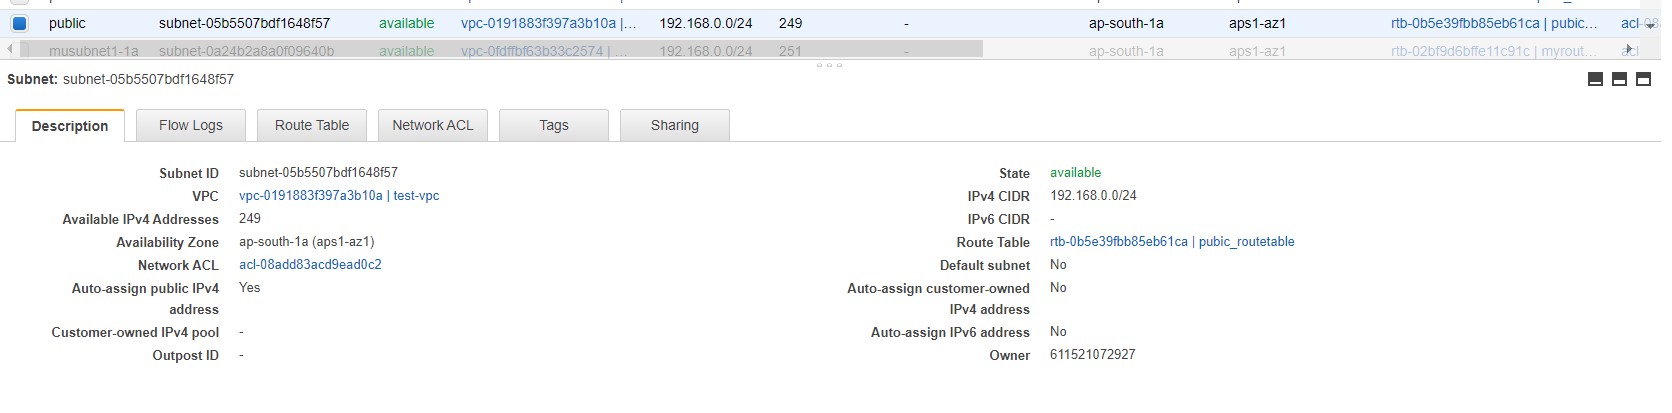 public subnet-05b5507bdf1648f57 available vpc-0191883f397a3b10a |... 192.168.0.0/24 249 - ap-south-1a aps1-az1 rtb-0b5e39fbb85eb61ca | pubic... acl-08
musubnet1-1a subnet-0a24b2a8a0f09640b available vpc-0fdffbf63b33c2574 | ... 192.168.0.0/24 251 - ap-south-1a aps1-az1 rtb-02bf9d6bffe11c91c | myrout... acl-
Subnet: subnet-05b5507bdf1648f57
Description Flow Logs Route Table Network ACL Tags Sharing
Subnet ID subnet-05b5507bdf1648f57 State available
VPC vpc-0191883f397a3b10a | test-vpc IPv4 CIDR 192.168.0.0/24
Available IPv4 Addresses 249 IPv6 CIDR -
Availability Zone ap-south-1a (aps1-az1) Route Table rtb-0b5e39fbb85eb61ca | pubic_routetable
Network ACL acl-08add83acd9ead0c2 Default subnet No
Auto-assign public IPv4 Yes Auto-assign customer-owned No
address IPv4 address
Customer-owned IPv4 pool - Auto-assign IPv6 address No
Outpost ID - Owner 611521072927